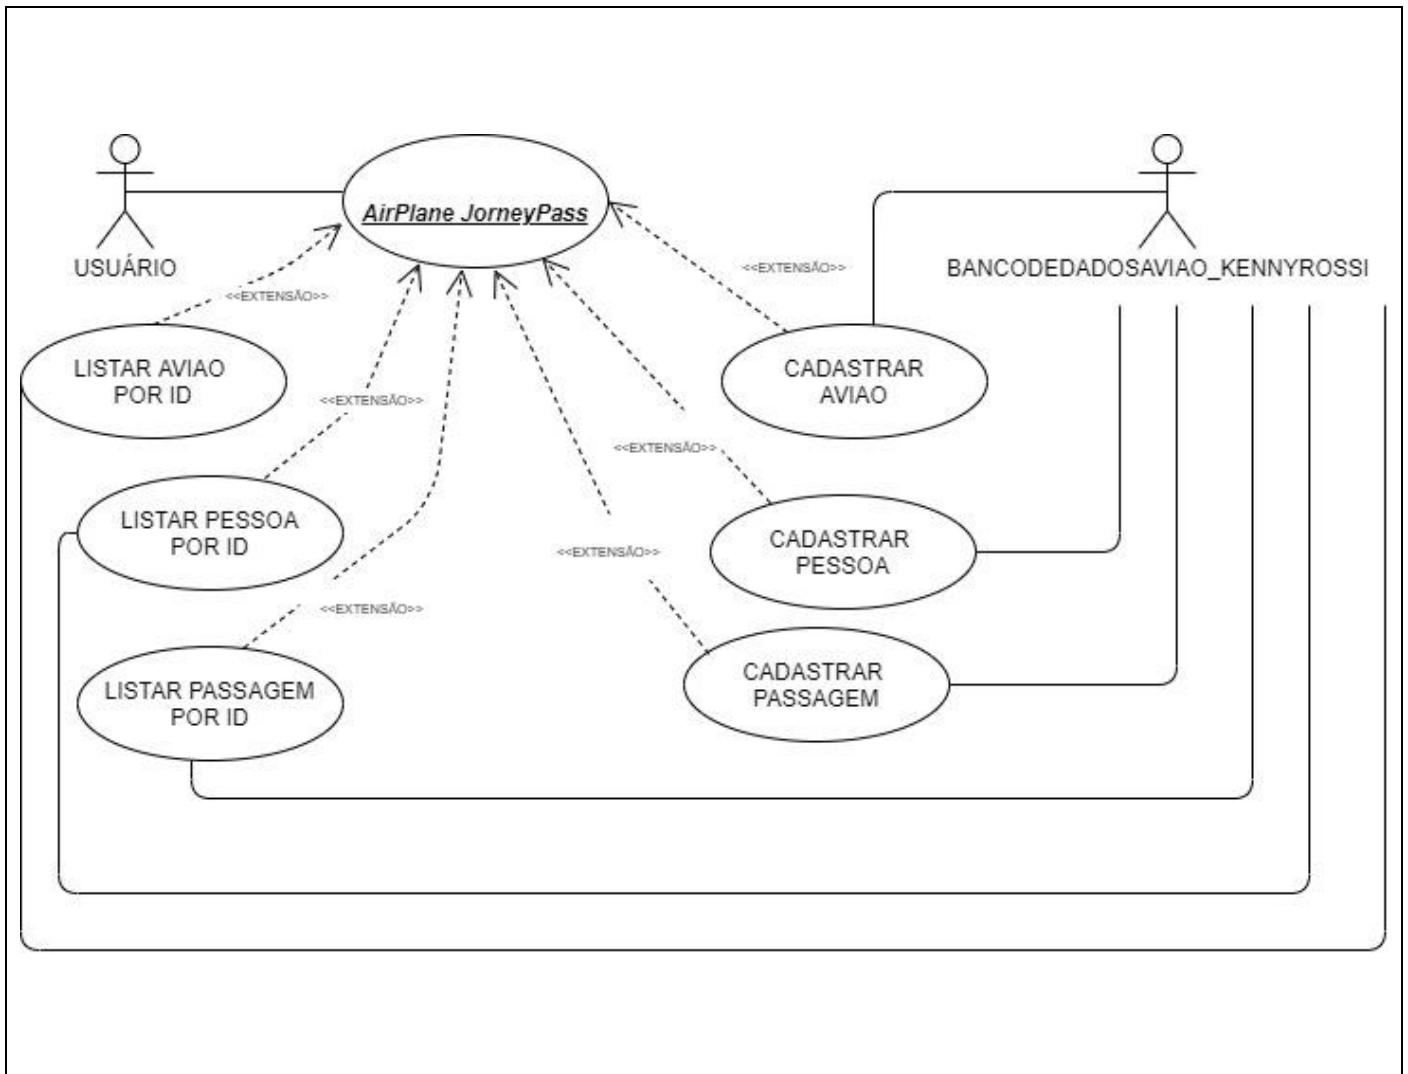 AirPlane JorneyPass
USUÁRIO
<<EXTENSÃO>>
BANCODEDADOSAVIAO_KENNYROSSI
<<EXTENSÃO>>
LISTAR AVIAO
POR ID
CADASTRAR
AVIAO
<<EXTENSÃO>>
<<EXTENSÃO>>
LISTAR PESSOA
POR ID
CADASTRAR
PESSOA
<<EXTENSÃO>>
<<EXTENSÃO>>
LISTAR PASSAGEM
POR ID
CADASTRAR
PASSAGEM